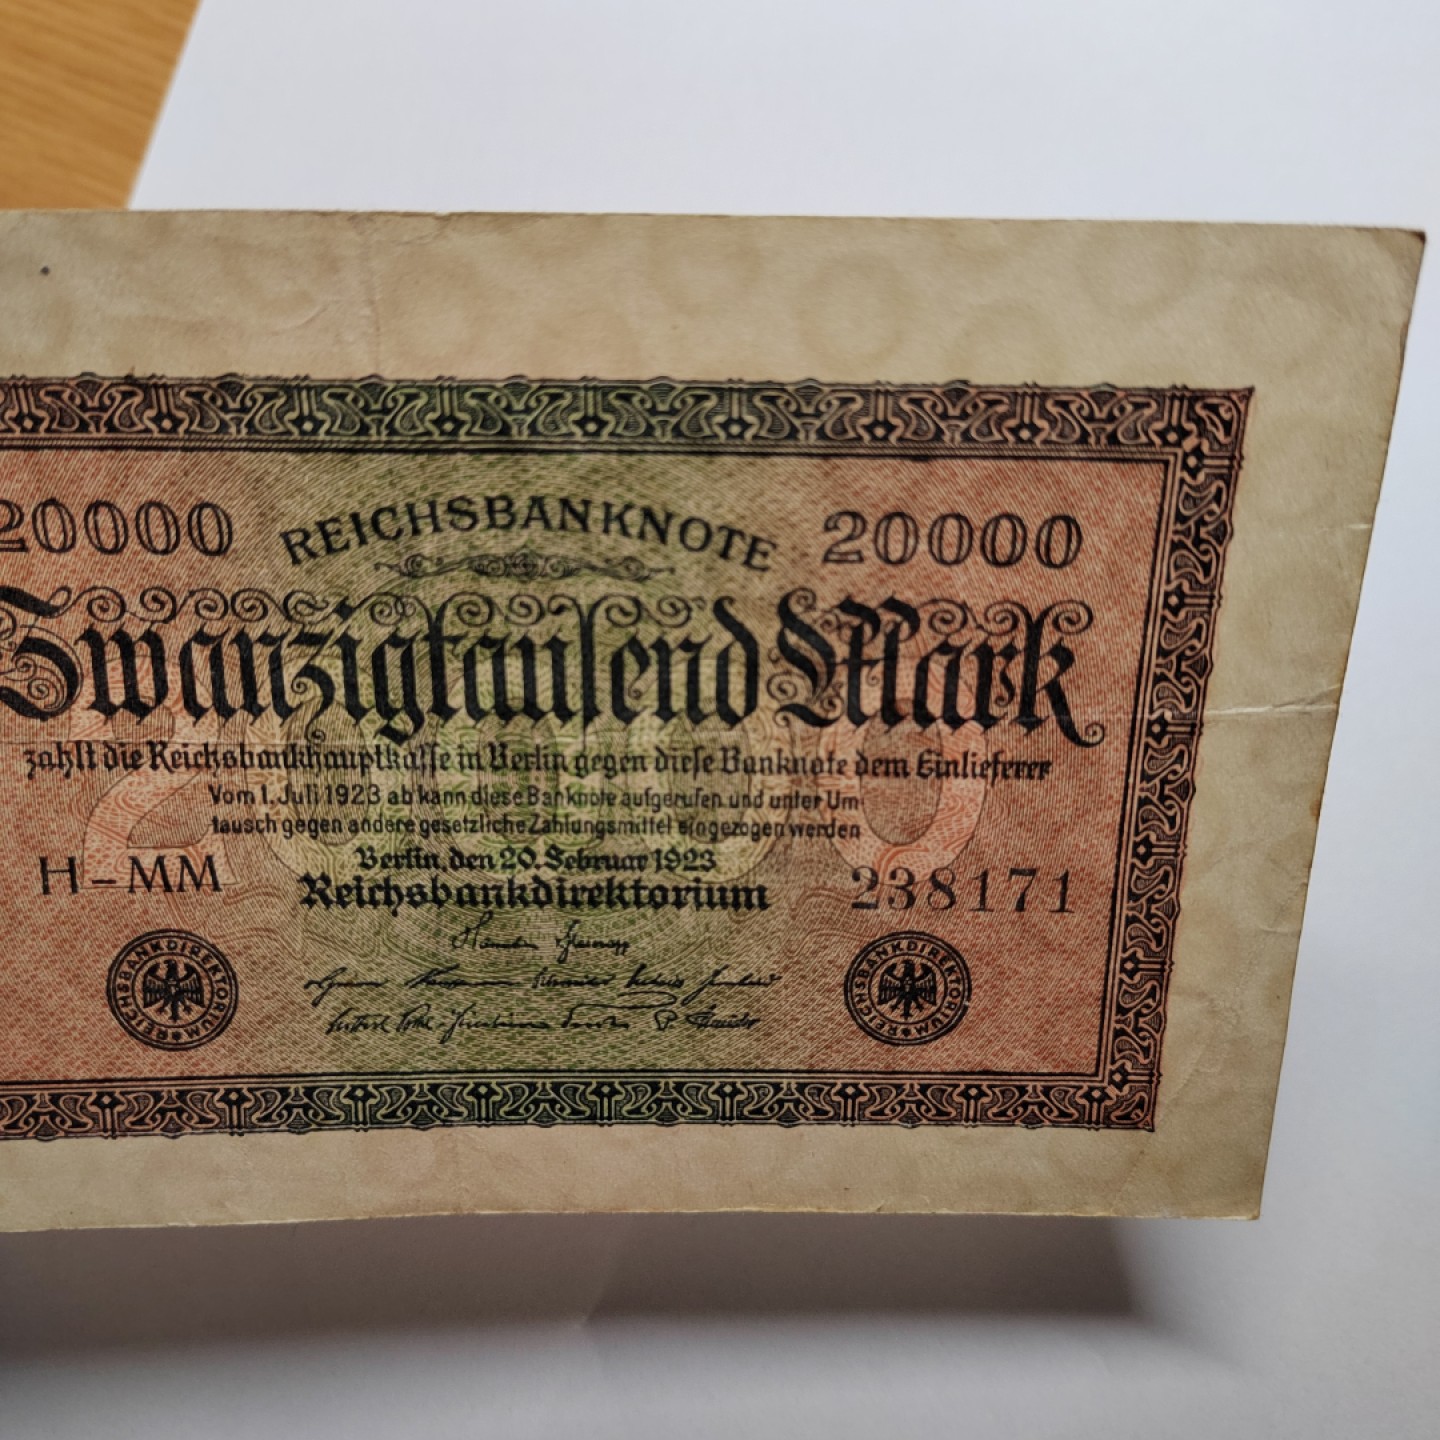 REICHSBANKNOTE
20000 20000
Zwanzigtausend Mark
zahlt die Reichsbankhauptkasse in Berlin gegen diese Banknote dem Einlieferer
Vom 1. Juli 1923 ab kann diese Banknote aufgerufen und unter Um-
tausch gegen andere gesetzliche Zahlungsmittel eingezogen werden
Berlin, den 20. Februar 1923
Reichsbankdirektorium
H-MM 238171
REICHSBANKDIREKTORIUM
REICHSBANKDIREKTORIUM